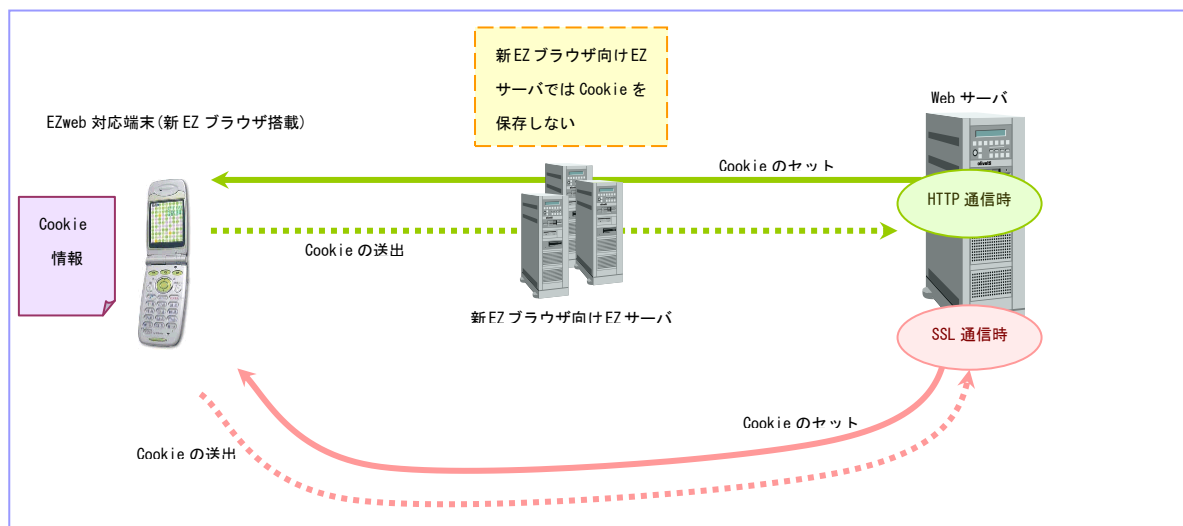 新EZブラウザ向けEZ
サーバではCookieを
保存しない
Webサーバ
EZweb対応端末(新EZブラウザ搭載)
olivetti
Cookieのセット
HTTP通信時
Cookie
情報
Cookieの送出
新EZブラウザ向けEZサーバ
SSL通信時
Cookieのセット
Cookieの送出